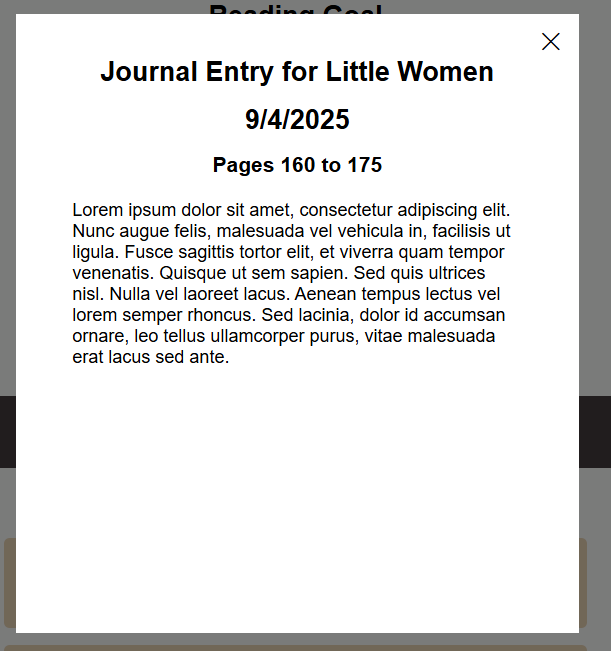 Reading Goal
Journal Entry for Little Women
9/4/2025
Pages 160 to 175
Lorem ipsum dolor sit amet, consectetur adipiscing elit.
Nunc augue felis, malesuada vel vehicula in, facilisis ut
ligula. Fusce sagittis tortor elit, et viverra quam tempor
venenatis. Quisque ut sem sapien. Sed quis ultrices
nisl. Nulla vel laoreet lacus. Aenean tempus lectus vel
lorem semper rhoncus. Sed lacinia, dolor id accumsan
ornare, leo tellus ullamcorper purus, vitae malesuada
erat lacus sed ante.